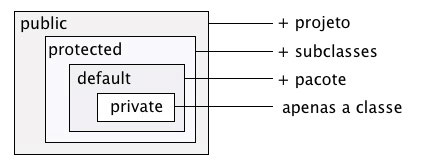 public
+ projeto
protected
+ subclasses
default
+ pacote
private
apenas a classe